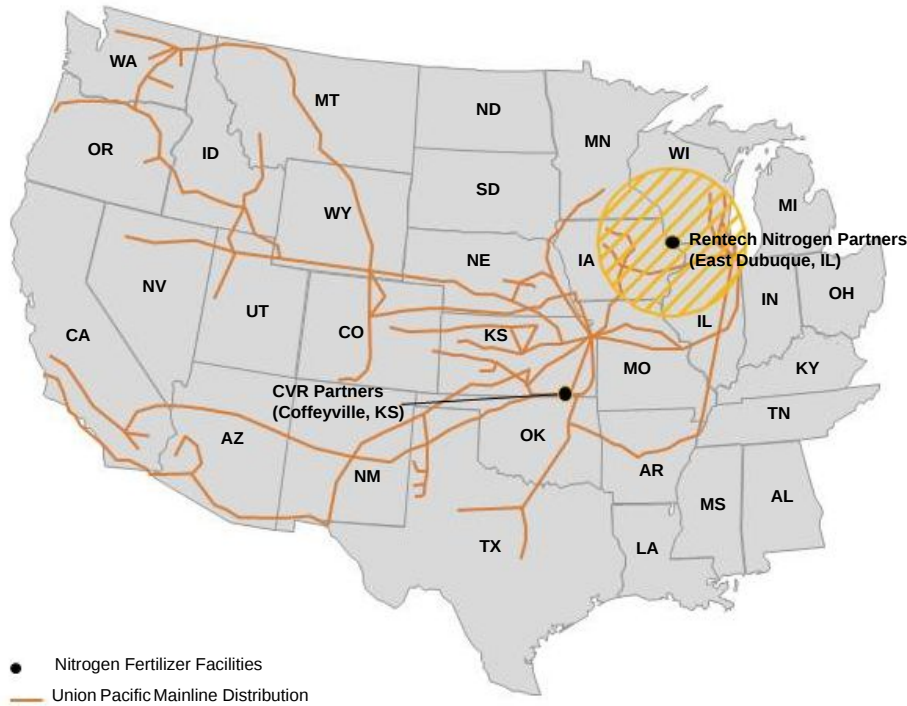 WA
MT
ND
MN
OR
ID
WI
SD
MI
WY
Rentech Nitrogen Partners
(East Dubuque, IL)
NE
IA
NV
IN
OH
UT
CO
KS
IL
CA
MO
KY
CVR Partners
(Coffeyville, KS)
TN
AZ
OK
NM
AR
MS
AL
TX
LA
Nitrogen Fertilizer Facilities
Union Pacific Mainline Distribution